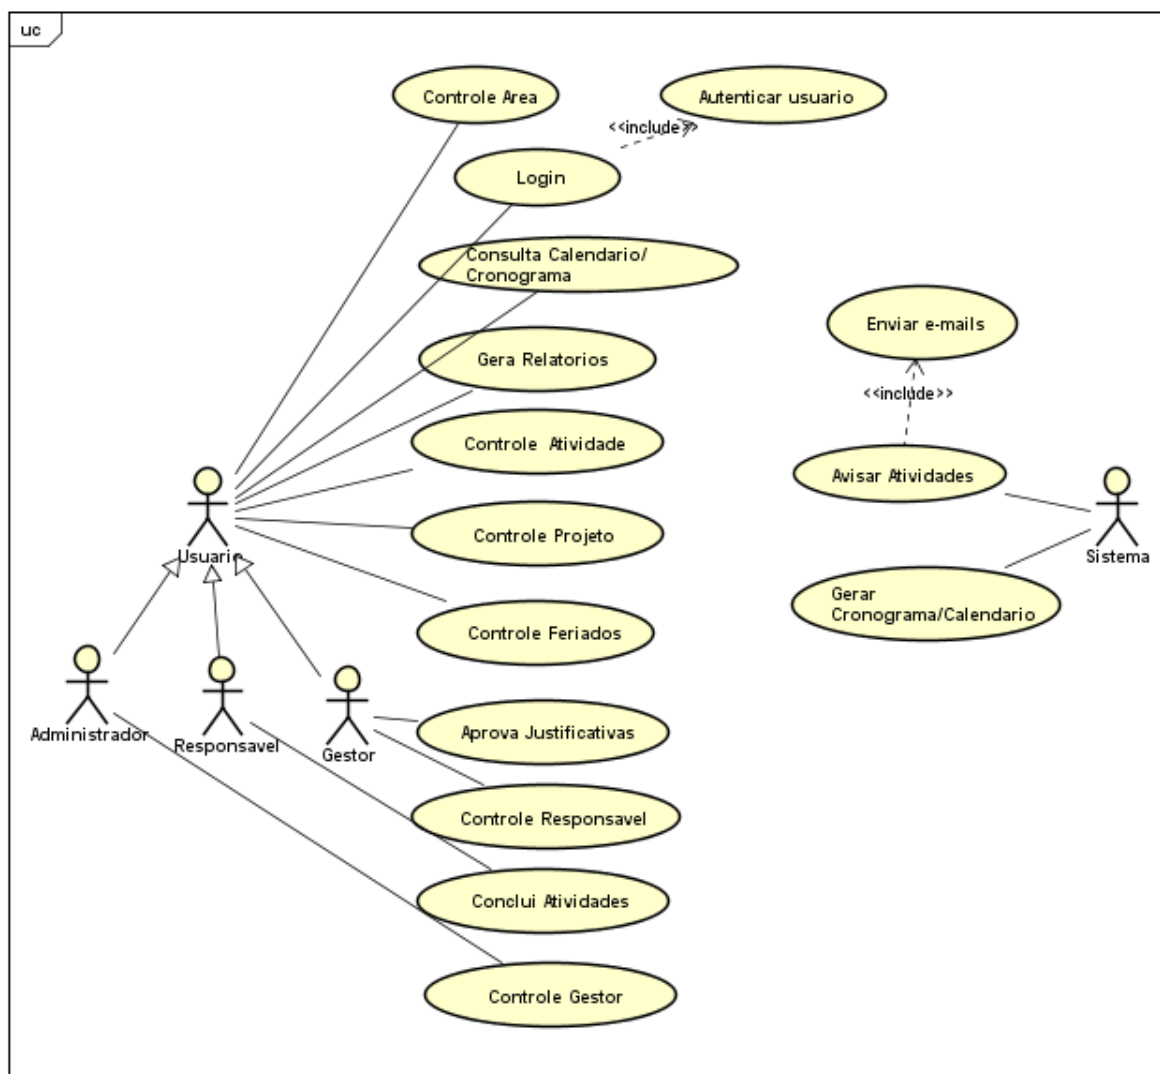 uc
Controle Area
Autenticar usuario
<<include>>
Login
Consulta Calendario/
Cronograma
Enviar e-mails
Gera Relatorios
<<include>>
Controle Atividade
Avisar Atividades
Controle Projeto
Usuario
Sistema
Gerar
Cronograma/Calendario
Controle Feriados
Administrador
Responsavel
Gestor
Aprova Justificativas
Controle Responsavel
Conclui Atividades
Controle Gestor